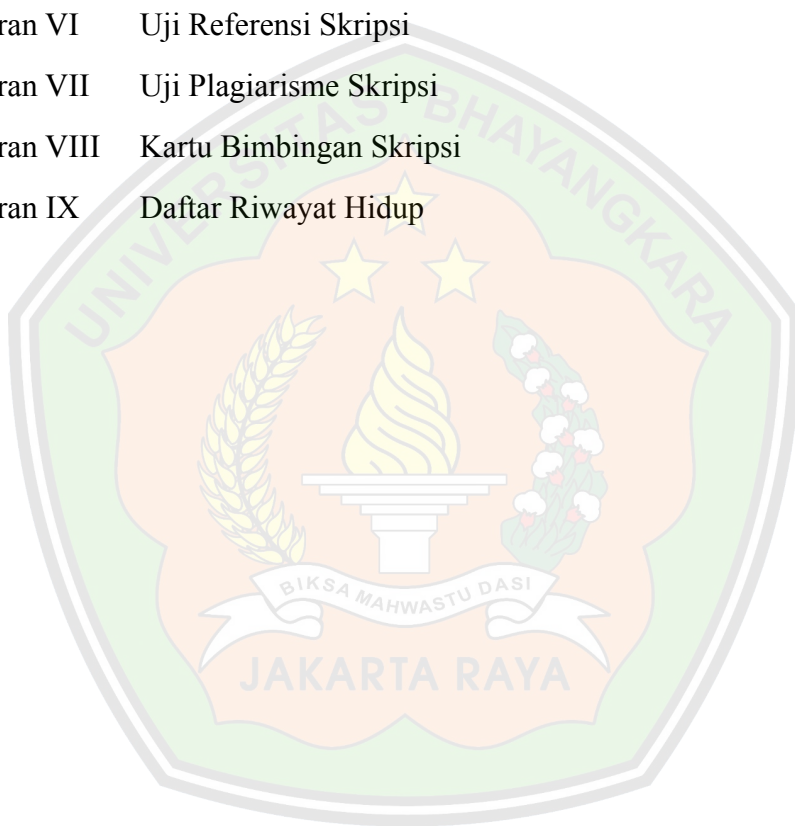 ran VI Uji Referensi Skripsi
ran VII Uji Plagiarisme Skripsi
ran VIII Kartu Bimbingan Skripsi
ran IX Daftar Riwayat Hidup
UNIVERSITAS BHAYANGKARA
BIKSA MAHWASTU DASI
JAKARTA RAYA